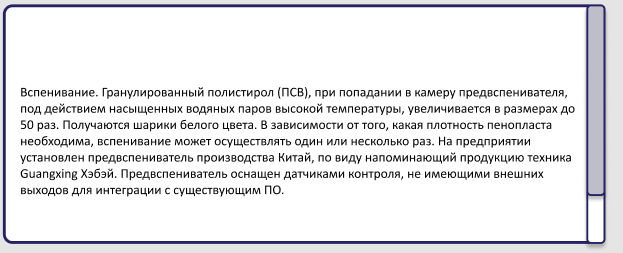 Вспенивание. Гранулированный полистирол (ПСВ), при попадании в камеру предвспенивателя,
под действием насыщенных водяных паров высокой температуры, увеличивается в размерах до
50 раз. Получаются шарики белого цвета. В зависимости от того, какая плотность пенопласта
необходима, вспенивание может осуществлять один или несколько раз. На предприятии
установлен предвспениватель производства Китай, по виду напоминающий продукцию техника
Guangxing Хэбэй. Предвспениватель оснащен датчиками контроля, не имеющими внешних
выходов для интеграции с существующим ПО.